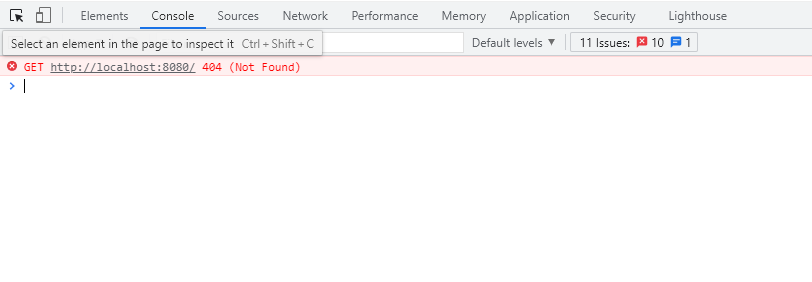 Elements Console Sources Network Performance Memory Application Security Lighthouse
Select an element in the page to inspect it Ctrl + Shift + C Default levels ▼ 11 Issues: 10 1
GET http://localhost:8080/ 404 (Not Found)